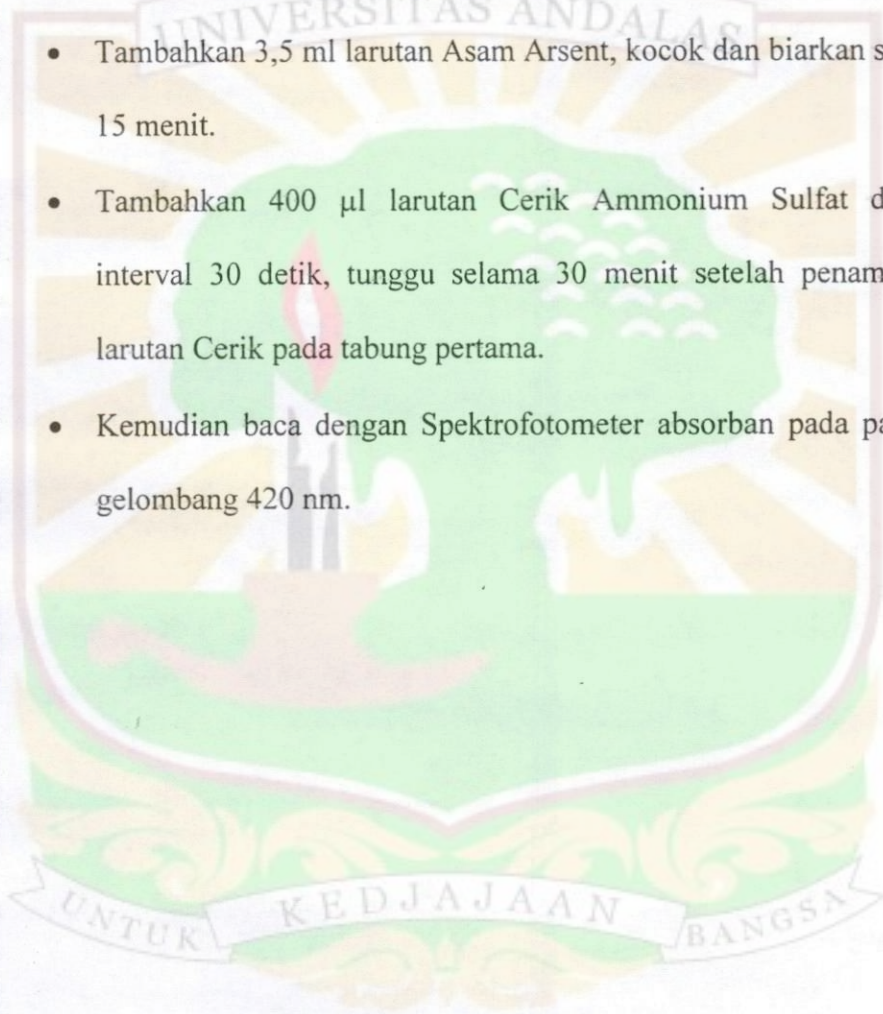 UNIVERSITAS ANDALAS
• Tambahkan 3,5 ml larutan Asam Arsent, kocok dan biarkan s
15 menit.
• Tambahkan 400 µl larutan Cerik Ammonium Sulfat d
interval 30 detik, tunggu selama 30 menit setelah penam
larutan Cerik pada tabung pertama.
• Kemudian baca dengan Spektrofotometer absorban pada pa
gelombang 420 nm.
UNTUK KEDJAJAAN BANGSA